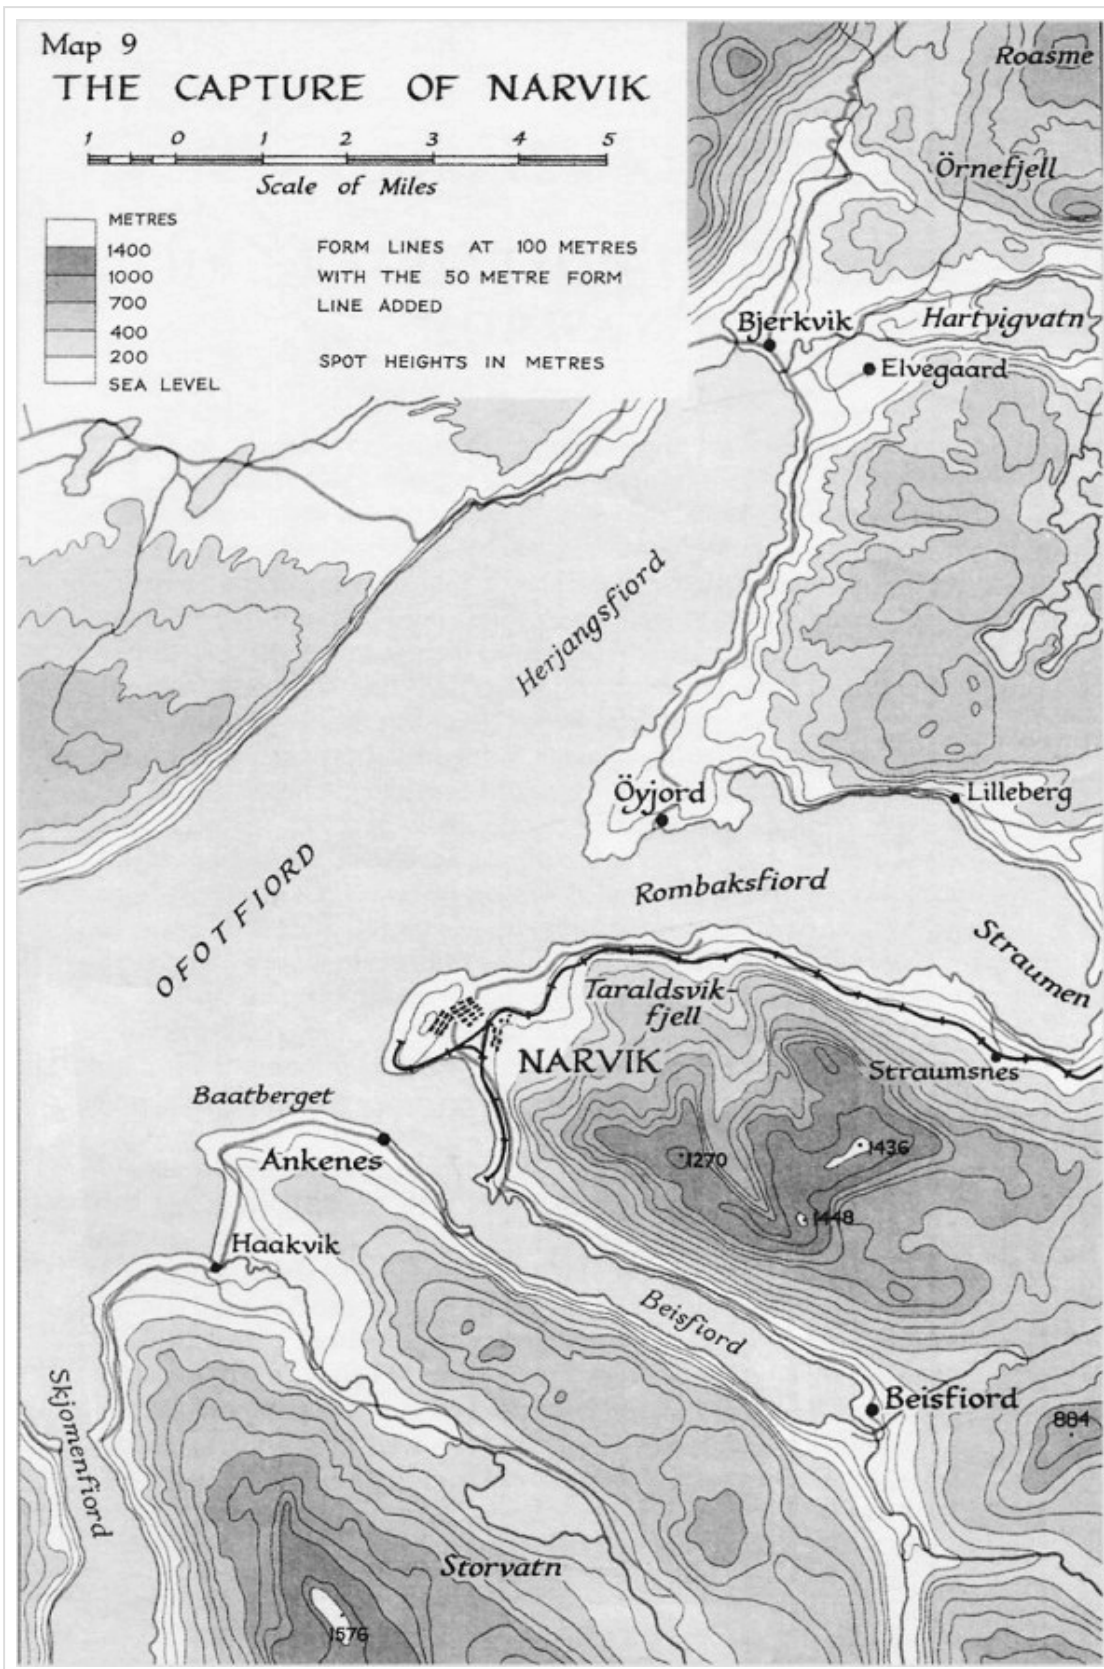 Map 9
THE CAPTURE OF NARVIK
1 0 1 2 3 4 5
Scale of Miles
METRES
1400
1000
700
400
200
SEA LEVEL
FORM LINES AT 100 METRES
WITH THE 50 METRE FORM
LINE ADDED
SPOT HEIGHTS IN METRES
Roasme
Örnefjell
Bjerkvik
Hartvigvatn
Elvegaard
Herjangsfiord
Öyjord
Lilleberg
OFOTFIORD
Rombaksfiord
Straumen
Taraldsvik-
fjell
NARVIK
Straumsnes
Baatberget
Ankenes
1270
1436
1448
Haakvik
Beisfiord
Skjomenfiord
Beisfiord
884
Storvatn
1576